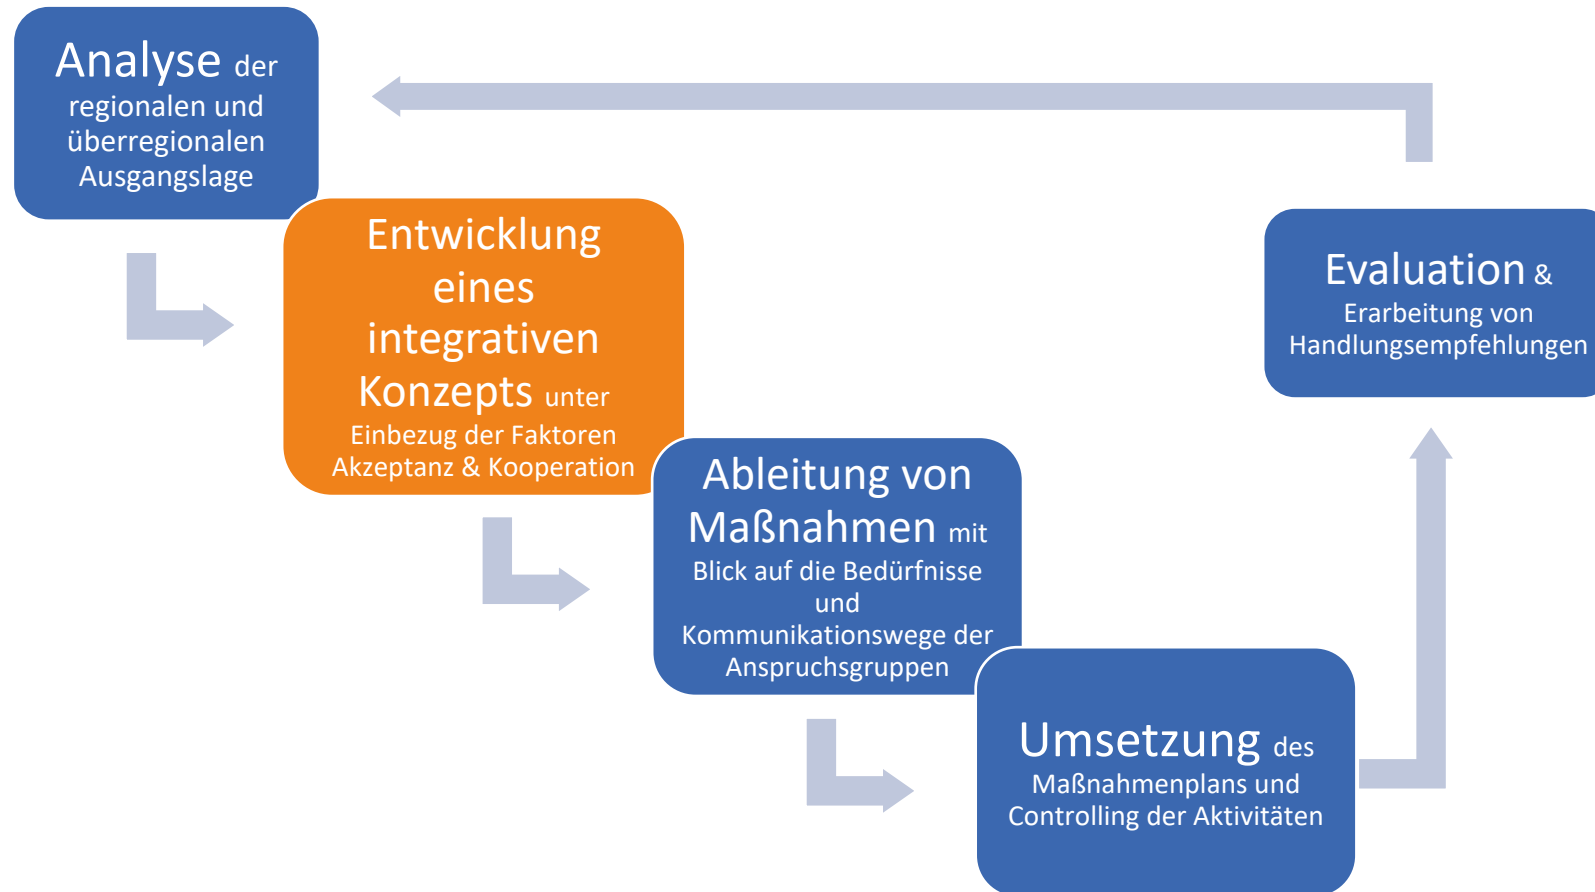 Analyse der
regionalen und
überregionalen
Ausgangslage
Entwicklung
eines
integrativen
Konzepts unter
Einbezug der Faktoren
Akzeptanz & Kooperation
Ableitung von
Maßnahmen mit
Blick auf die Bedürfnisse
und
Kommunikationswege der
Anspruchsgruppen
Umsetzung des
Maßnahmenplans und
Controlling der Aktivitäten
Evaluation &
Erarbeitung von
Handlungsempfehlungen